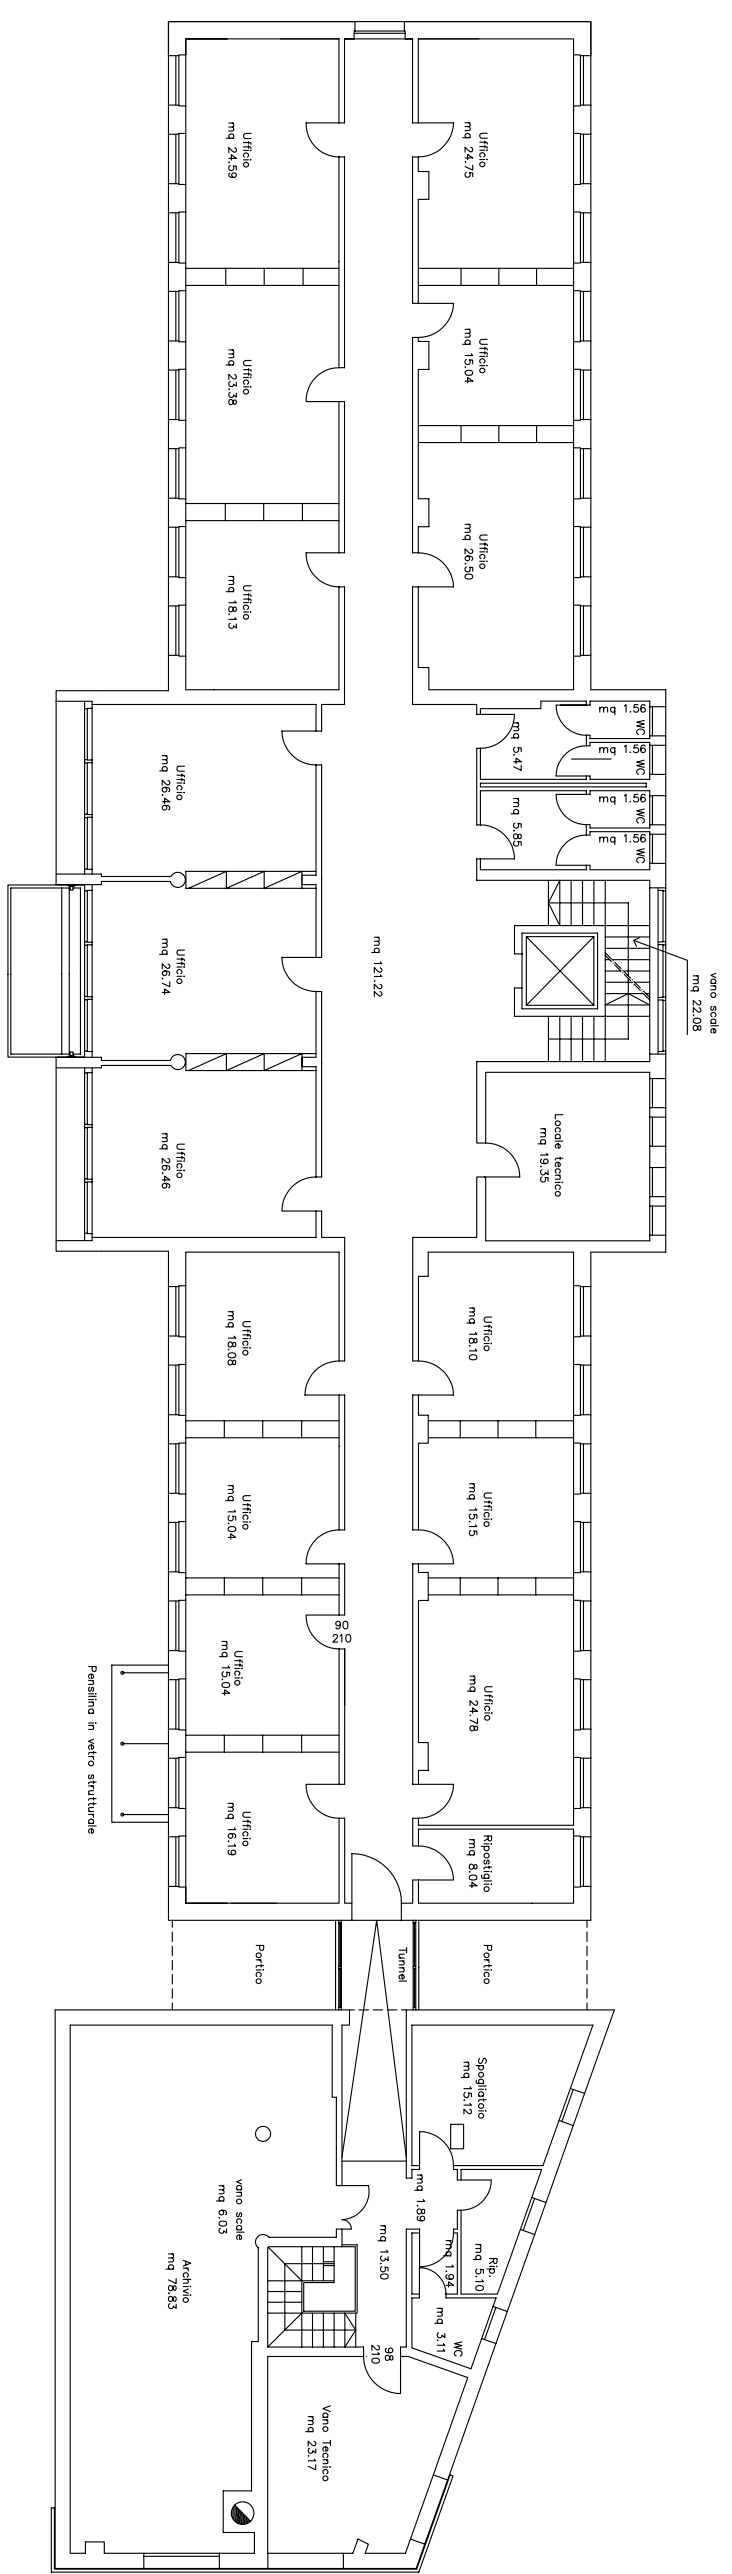 Ufficio
mq 24.59
Ufficio
mq 24.75
Ufficio
mq 23.38
Ufficio
mq 15.04
Ufficio
mq 18.13
Ufficio
mq 26.50
Ufficio
mq 26.46
mq 5.47
WC
mq 1.56
WC
mq 1.56
mq 5.85
WC
mq 1.56
WC
mq 1.56
Ufficio
mq 26.74
mq 121.22
vano scale
mq 22.08
Ufficio
mq 26.46
Locale tecnico
mq 19.35
Ufficio
mq 18.08
Ufficio
mq 18.10
Ufficio
mq 15.04
Ufficio
mq 15.15
90
210
Ufficio
mq 15.04
Ufficio
mq 24.78
Pensilina in vetro strutturale
Ufficio
mq 16.19
Ripostiglio
mq 8.04
Portico
Tunnel
Portico
Spogliatoio
mq 15.12
mq 1.89
vano scale
mq 6.03
mq 13.50
mq 1.94
Rip.
mq 5.10
Archivio
mq 78.83
WC
mq 3.11
98
210
Vano Tecnico
mq 23.17